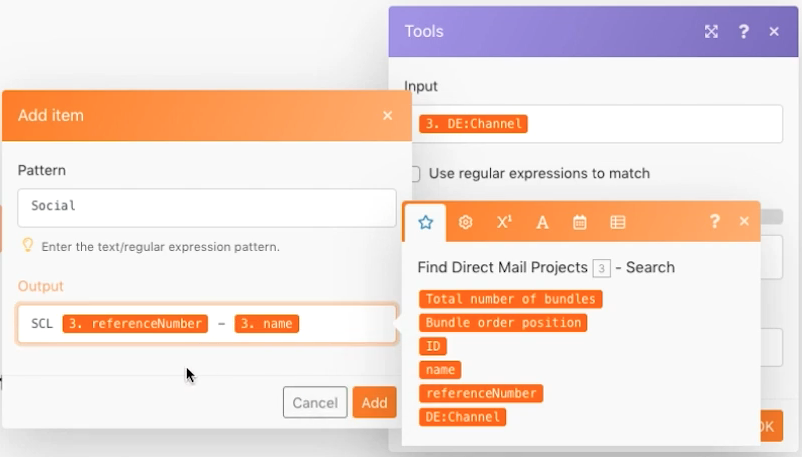 Tools
?
×
Input
3. DE:Channel
Use regular expressions to match
Add item
×
Pattern
Social
Enter the text/regular expression pattern.
Output
SCL 3. referenceNumber – 3. name
Cancel
Add
X¹
A
?
×
Find Direct Mail Projects 3 - Search
Total number of bundles
Bundle order position
ID
name
referenceNumber
DE:Channel
OK